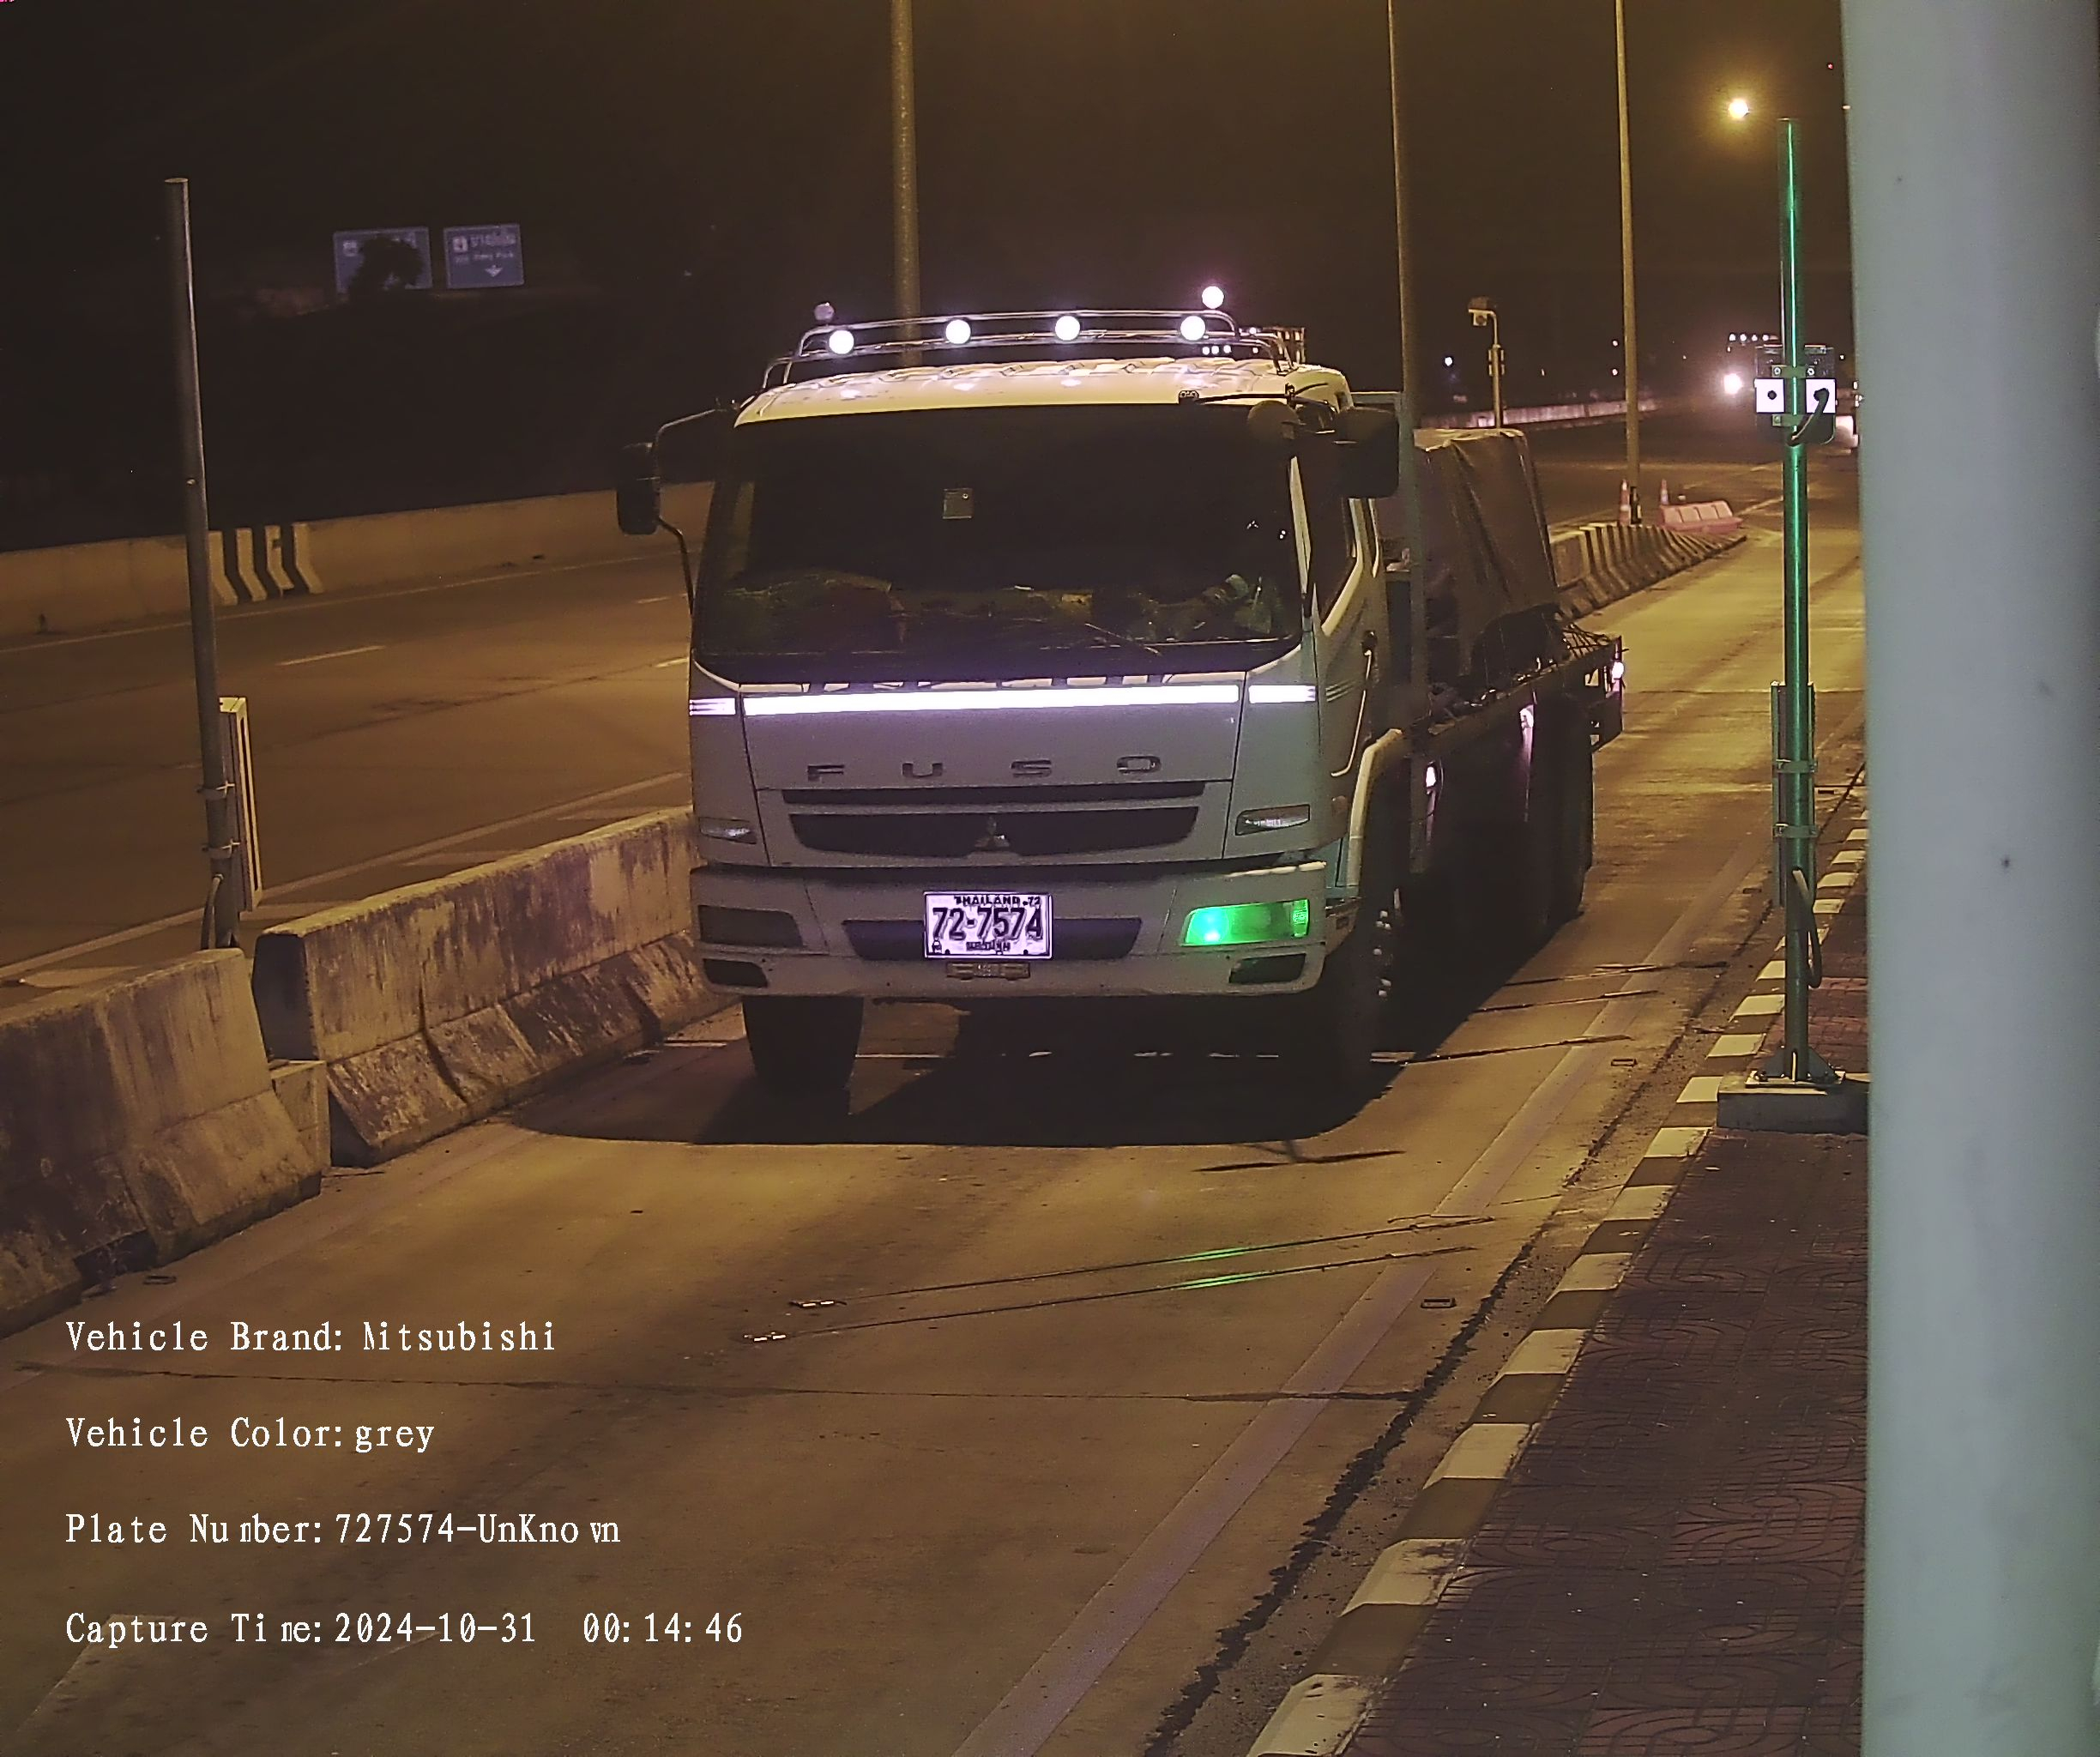 FUSO
THAILAND 72
72-7574
Vehicle Brand: Mitsubishi
Vehicle Color:grey
Plate Number:727574-UnKnown
Capture Time:2024-10-31 00:14:46